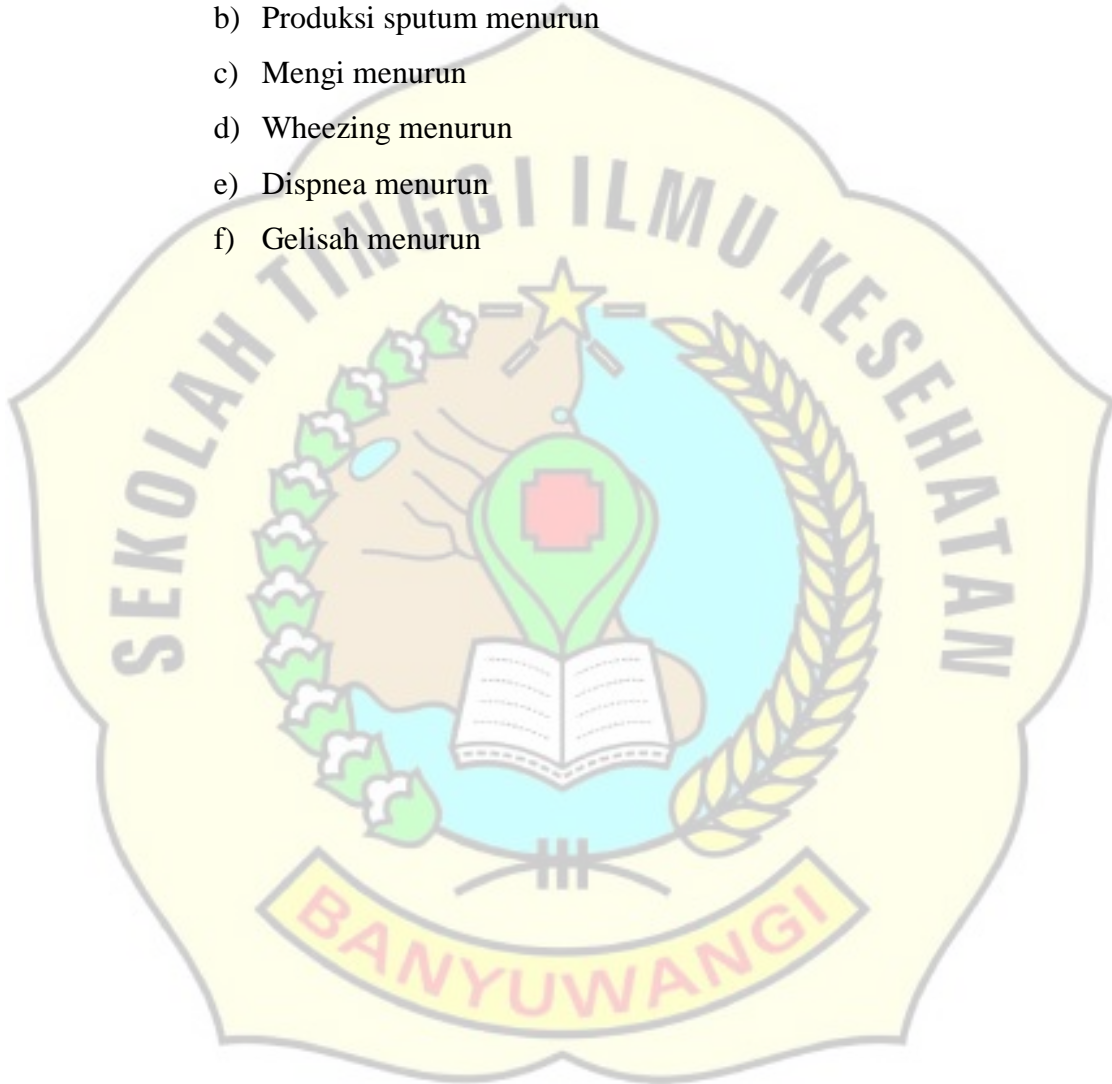 b) Produksi sputum menurun
c) Mengi menurun
d) Wheezing menurun
e) Dispnea menurun
f) Gelisah menurun
SEKOLAH TINGGI ILMU KESEHATAN
BANYUWANGI